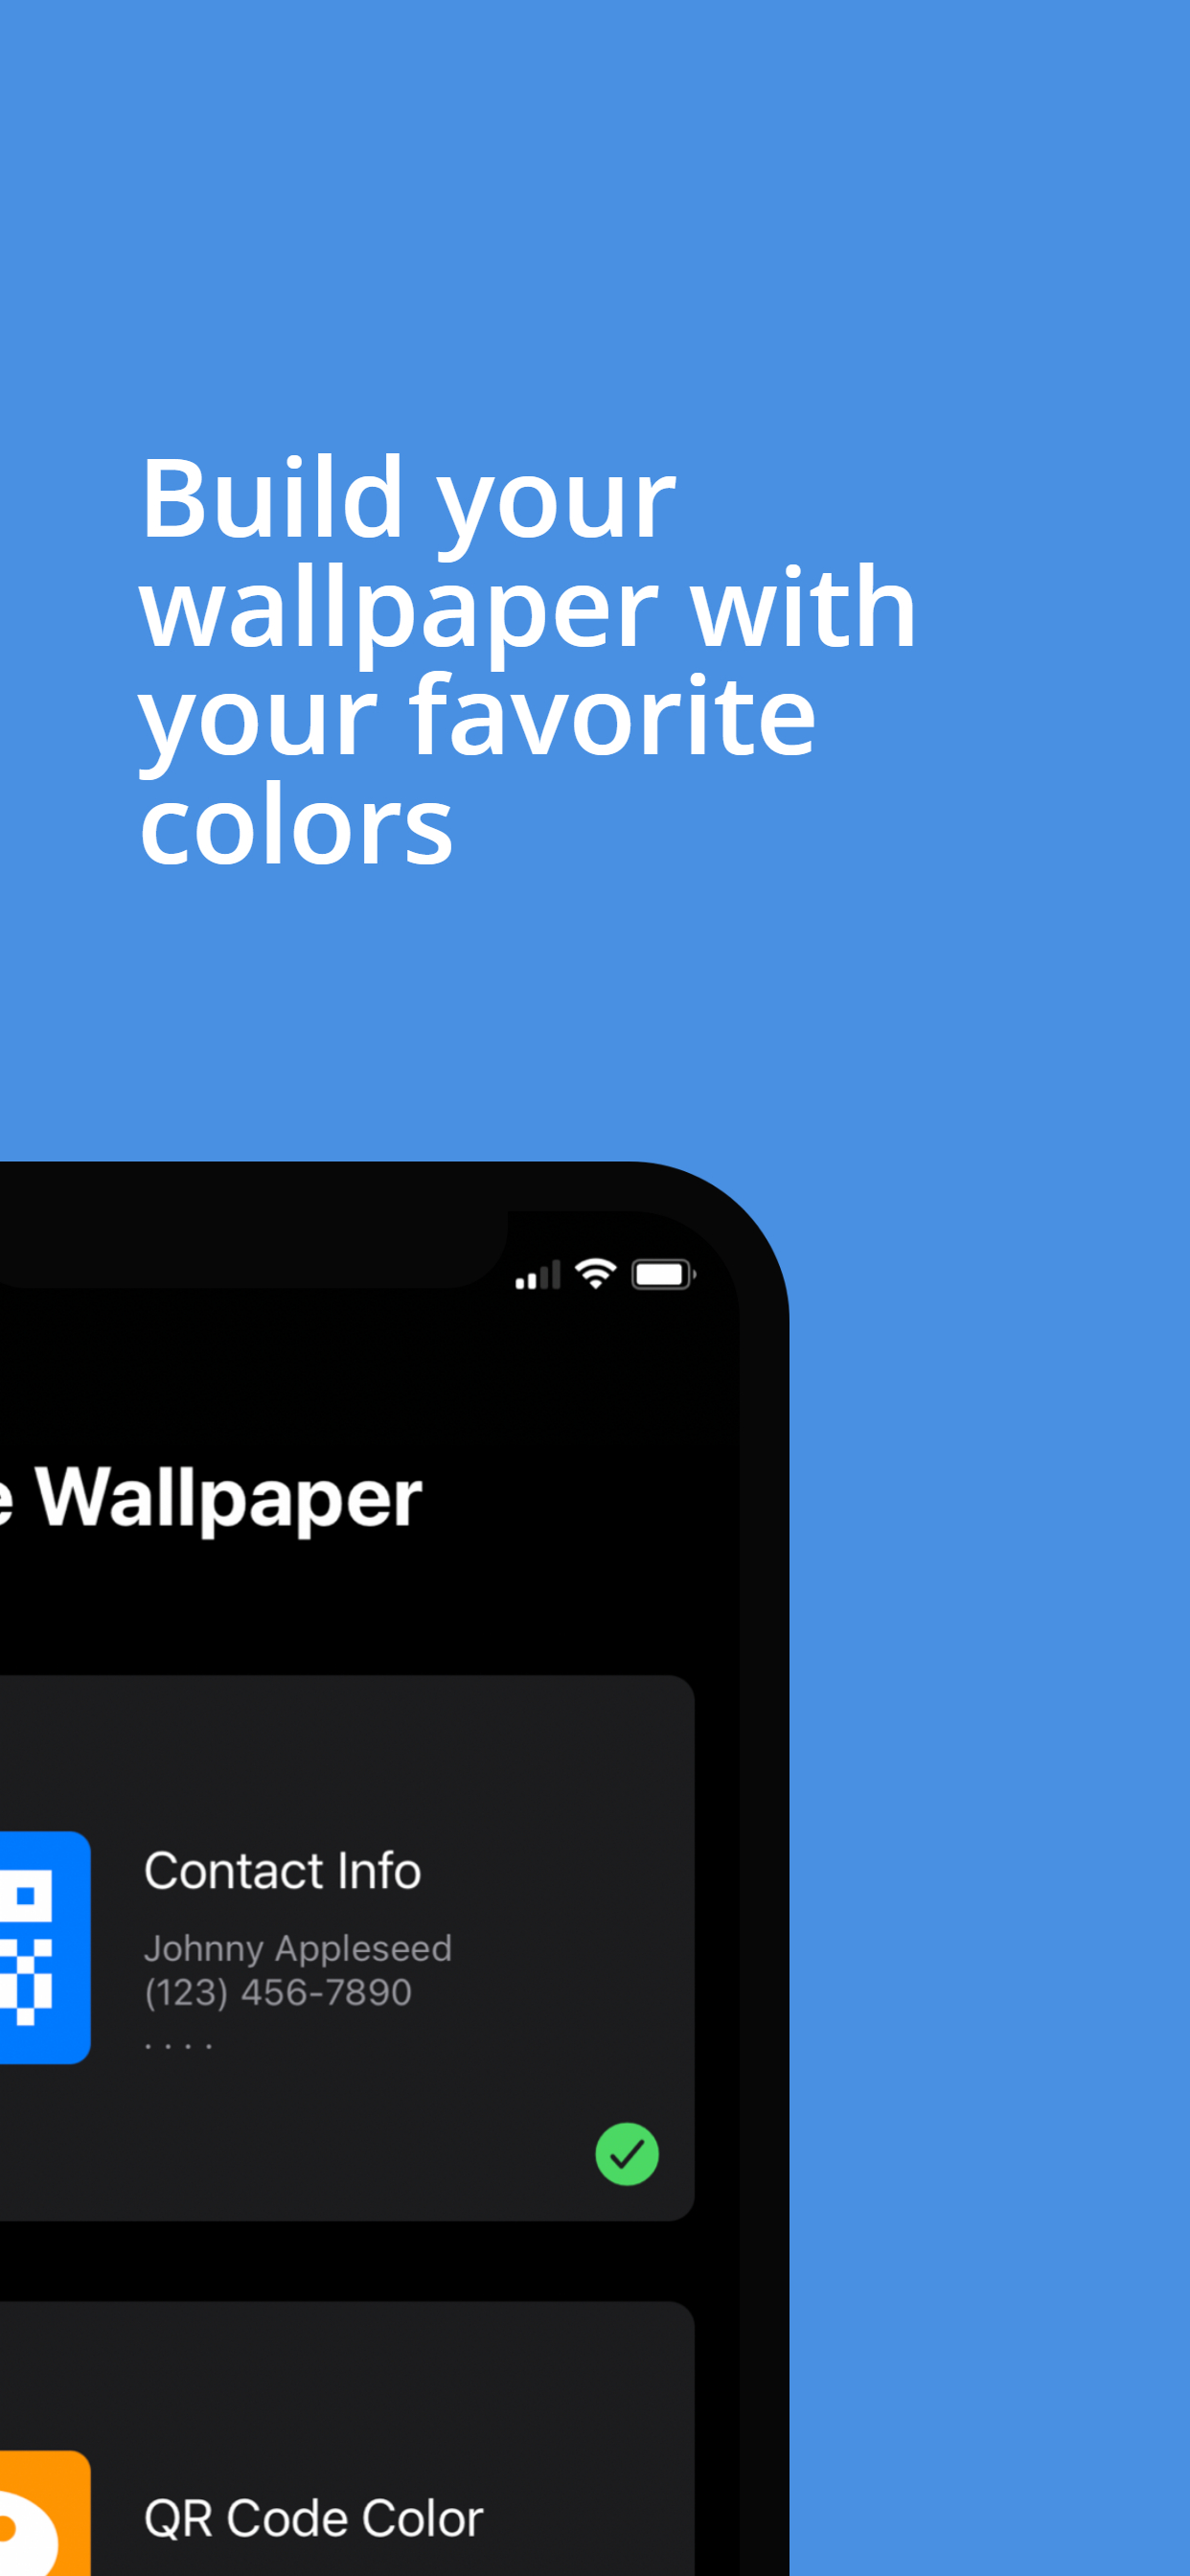 Build your
wallpaper with
your favorite
colors
e Wallpaper
Contact Info
Johnny Appleseed
(123) 456-7890
. . . .
QR Code Color